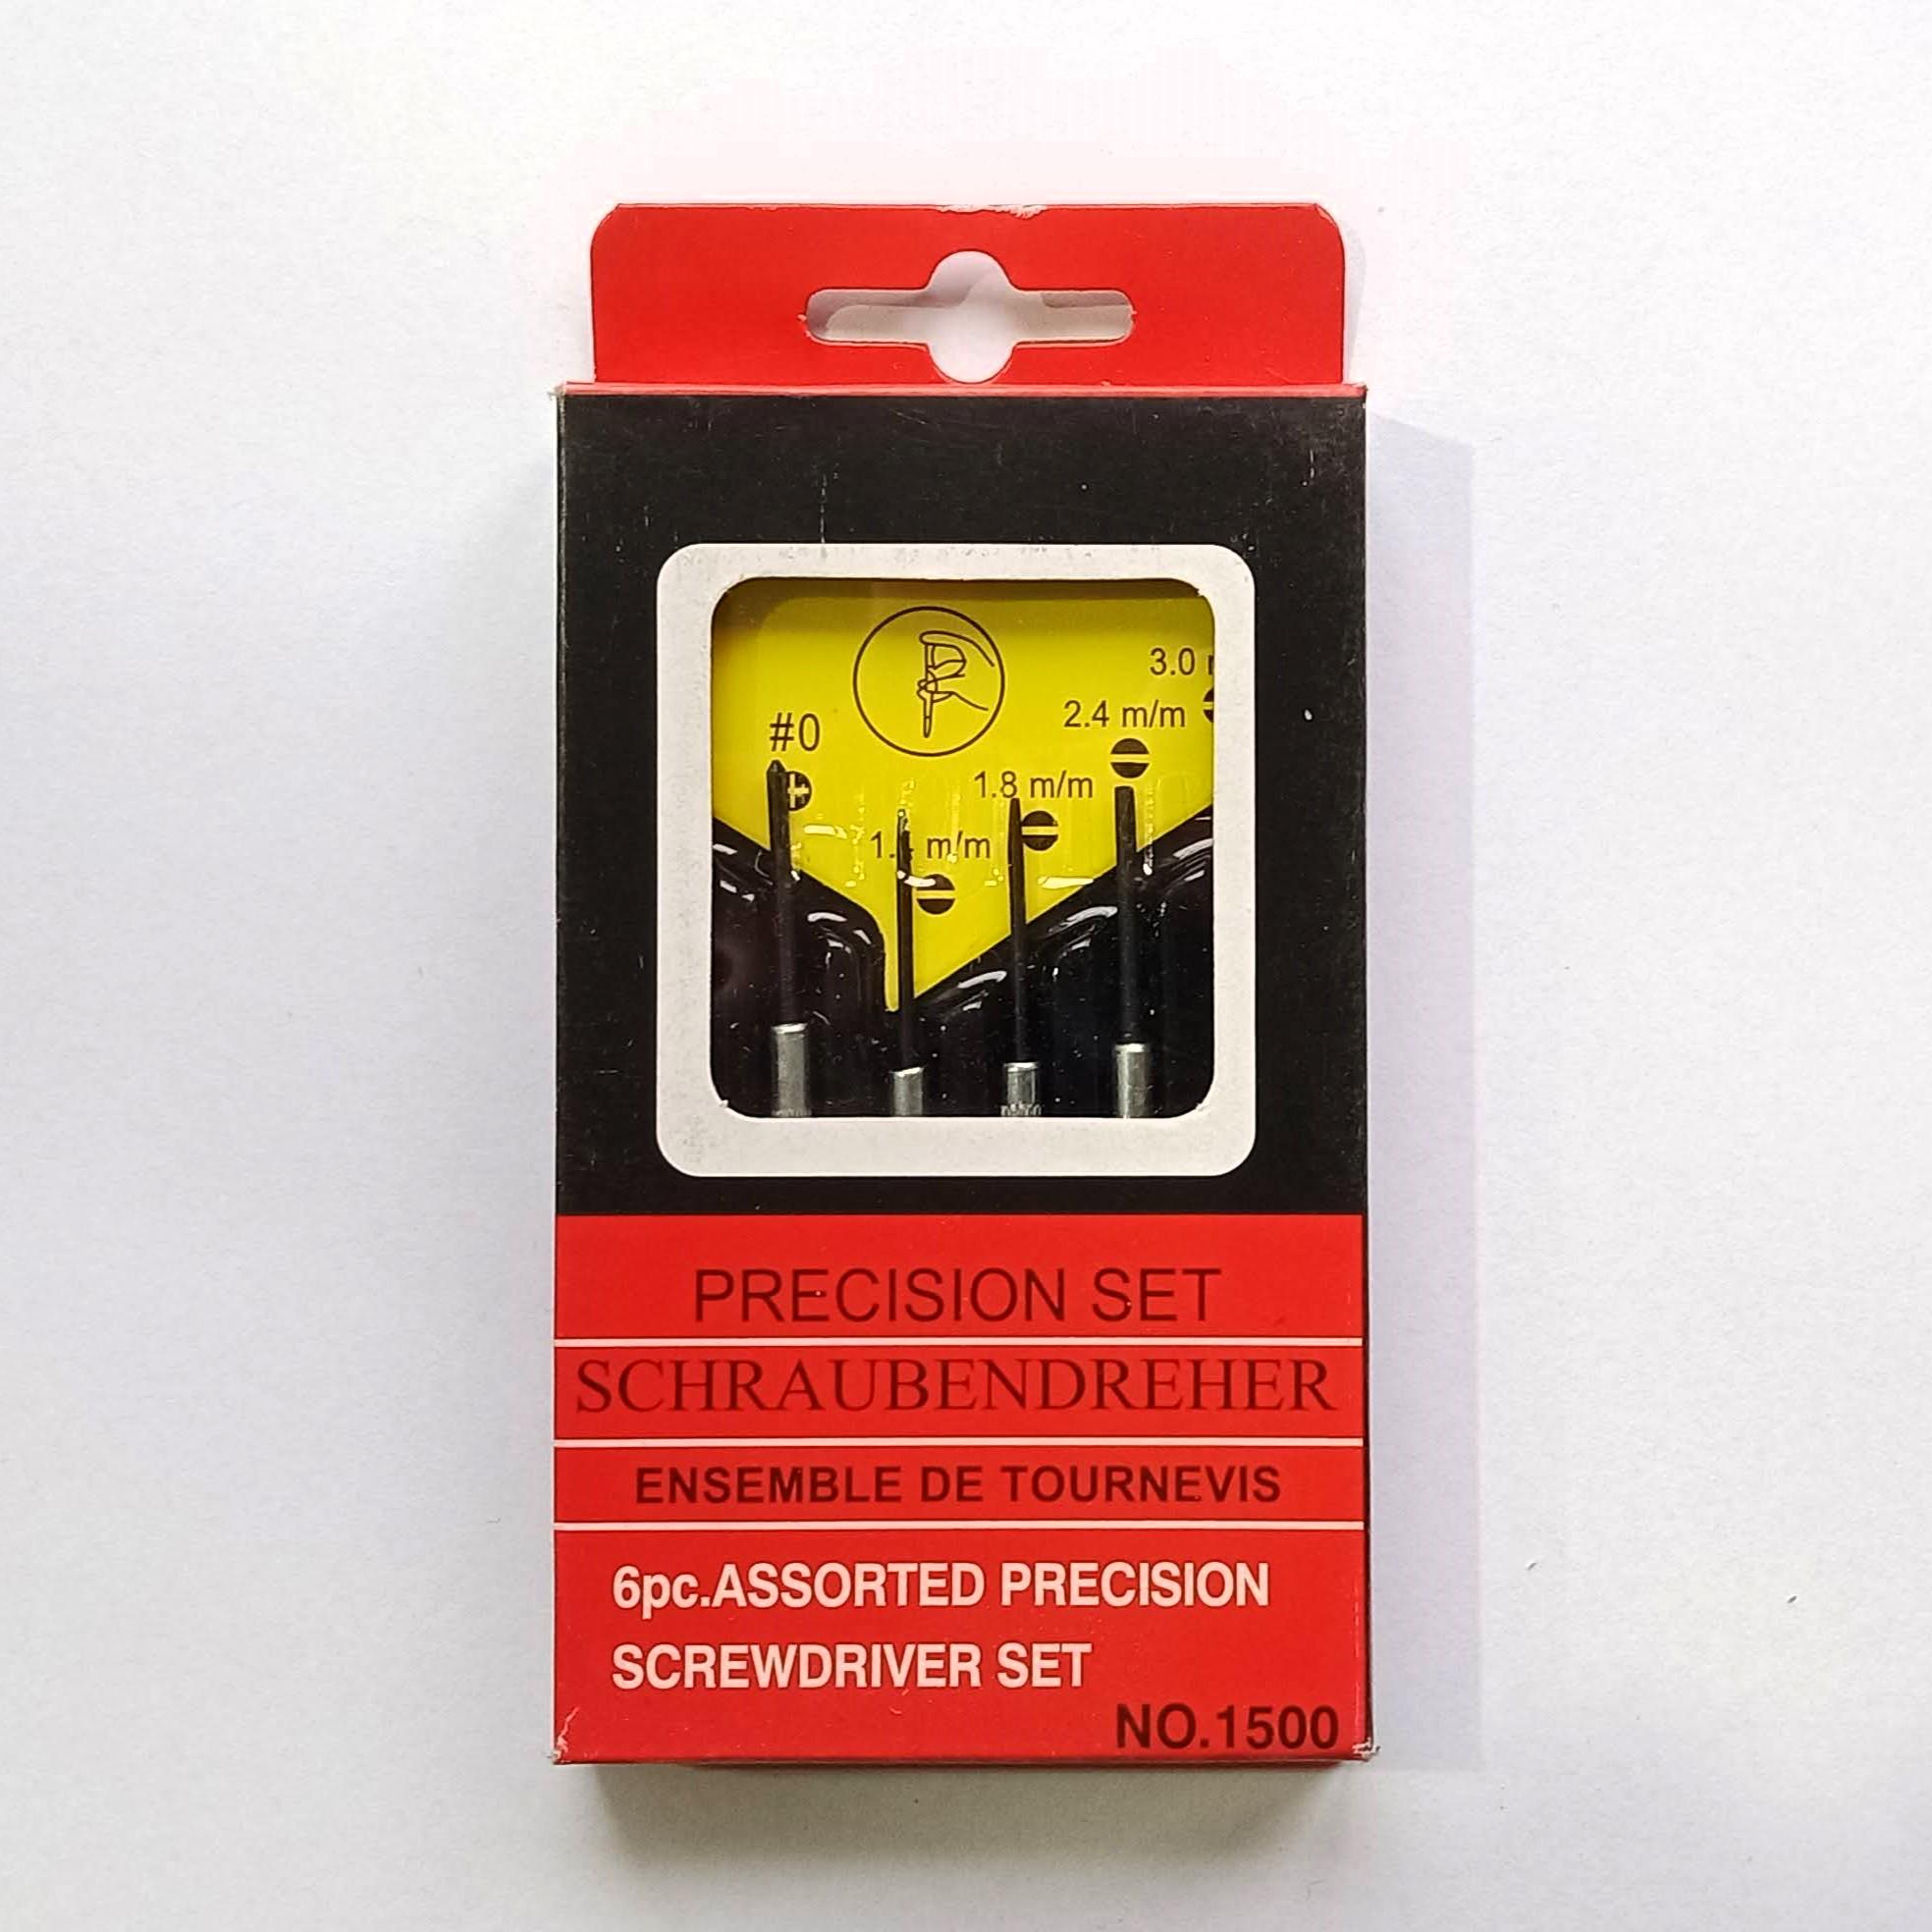 3.0
2.4 m/m
#0
1.8 m/m
m/m
PRECISION SET
SCHRAUBENDREHER
ENSEMBLE DE TOURNEVIS
6pc.ASSORTED PRECISION
SCREWDRIVER SET
NO.1500